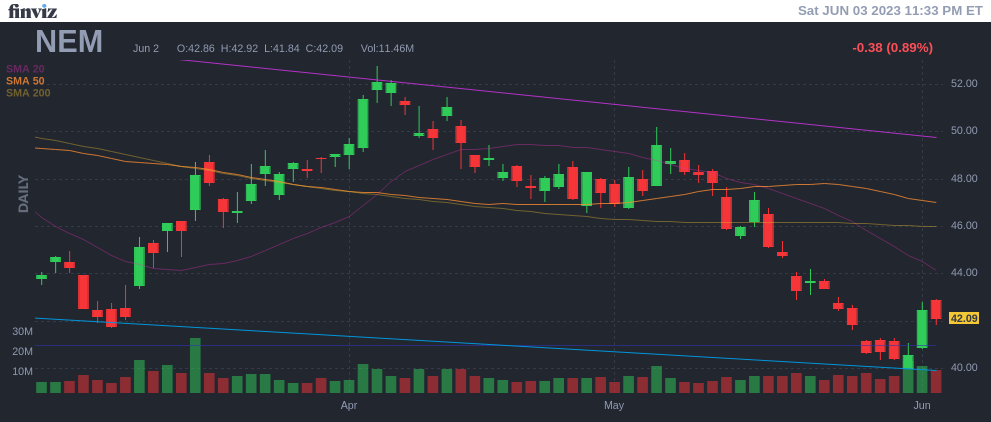 finviz
Sat JUN 03 2023 11:33 PM ET
NEM
Jun 2 O:42.86 H:42.92 L:41.84 C:42.09 Vol:11.46M
-0.38 (0.89%)
SMA 20
SMA 50
SMA 200
52.00
50.00
48.00
46.00
44.00
42.09
40.00
DAILY
30M
20M
10M
Apr
May
Jun